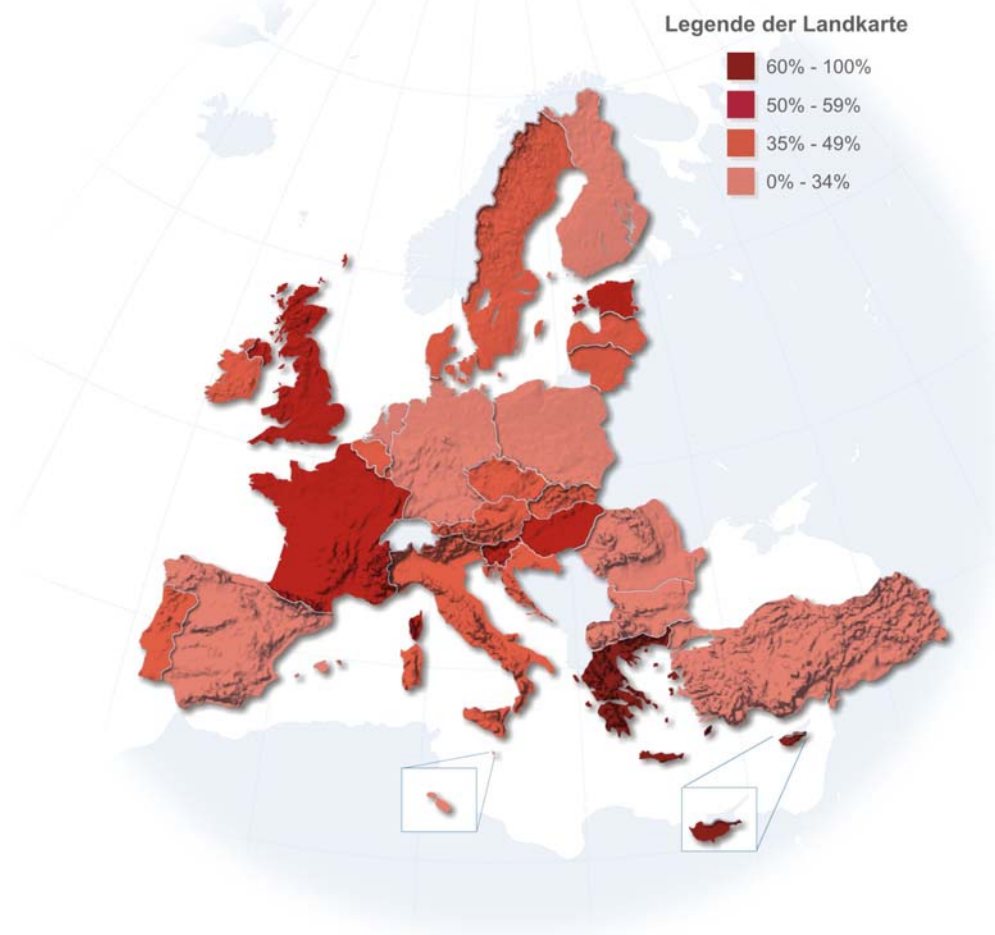 Legende der Landkarte
60% - 100%
50% - 59%
35% - 49%
0% - 34%